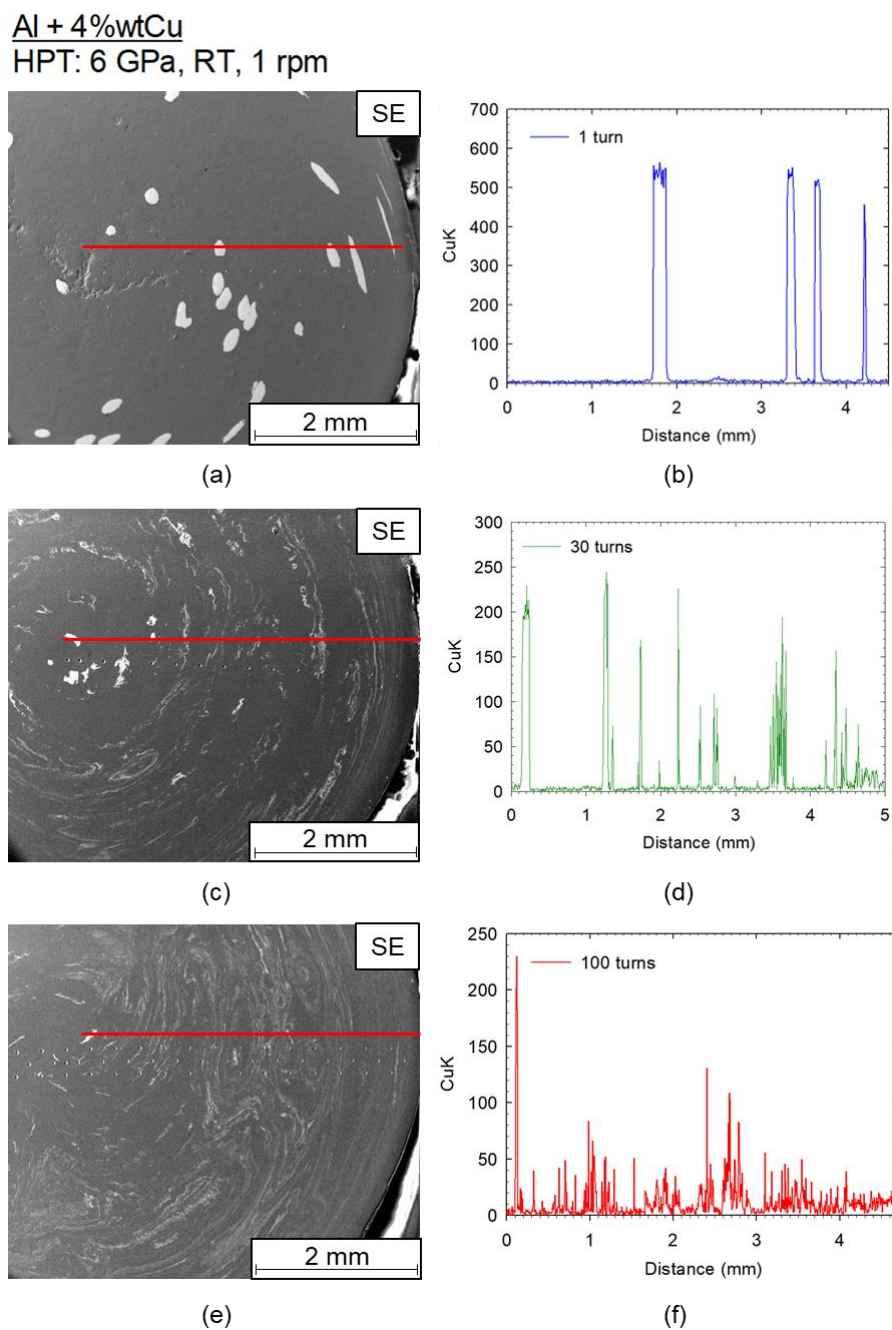 Al + 4%wtCu
HPT: 6 GPa, RT, 1 rpm
SE
2 mm
(a)
700
600
500
400
300
200
100
0
CuK
1 turn
0 1 2 3 4
Distance (mm)
(b)
SE
2 mm
(c)
300
250
200
150
100
50
0
CuK
30 turns
0 1 2 3 4 5
Distance (mm)
(d)
SE
2 mm
(e)
250
200
150
100
50
0
CuK
100 turns
0 1 2 3 4
Distance (mm)
(f)